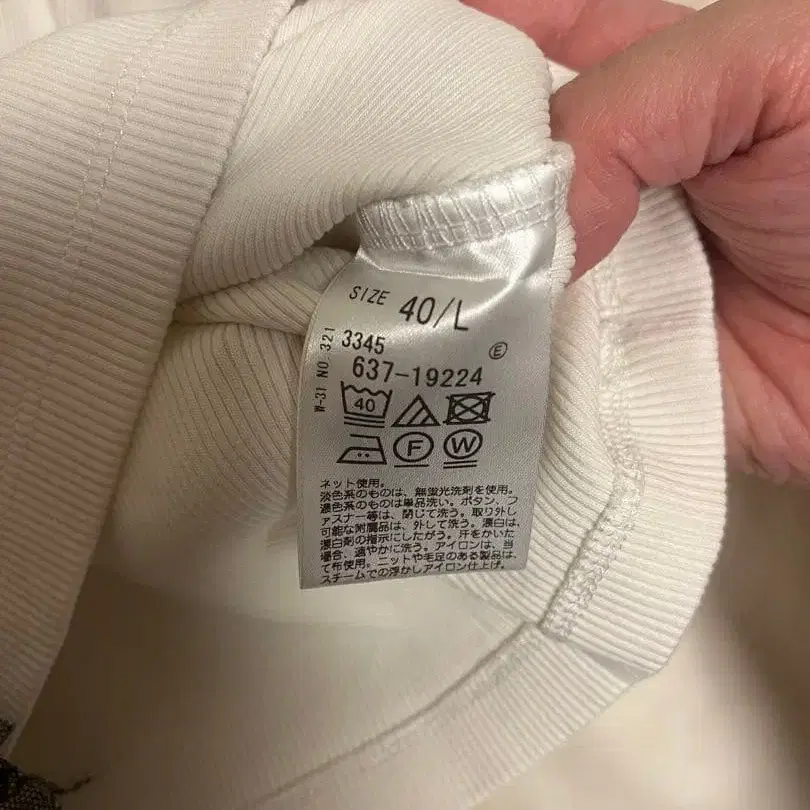 SIZE 40/L
W-31 NO 321
3345
Ⓔ
637-19224
40
F W
ネット使用。
淡色系のものは、無蛍光洗剤を使用。
濃色系のものは単品洗い。ボタン、フ
ァスナー等は、閉じて洗う。取り外し
可能な附属品は、外して洗う。漂白は、
漂白剤の指示にしたがう。汗をかいた
場合、速やかに洗う。アイロンは、当
て布使用。ニットや毛足のある製品は、
スチームでの浮かしアイロン仕上げ。